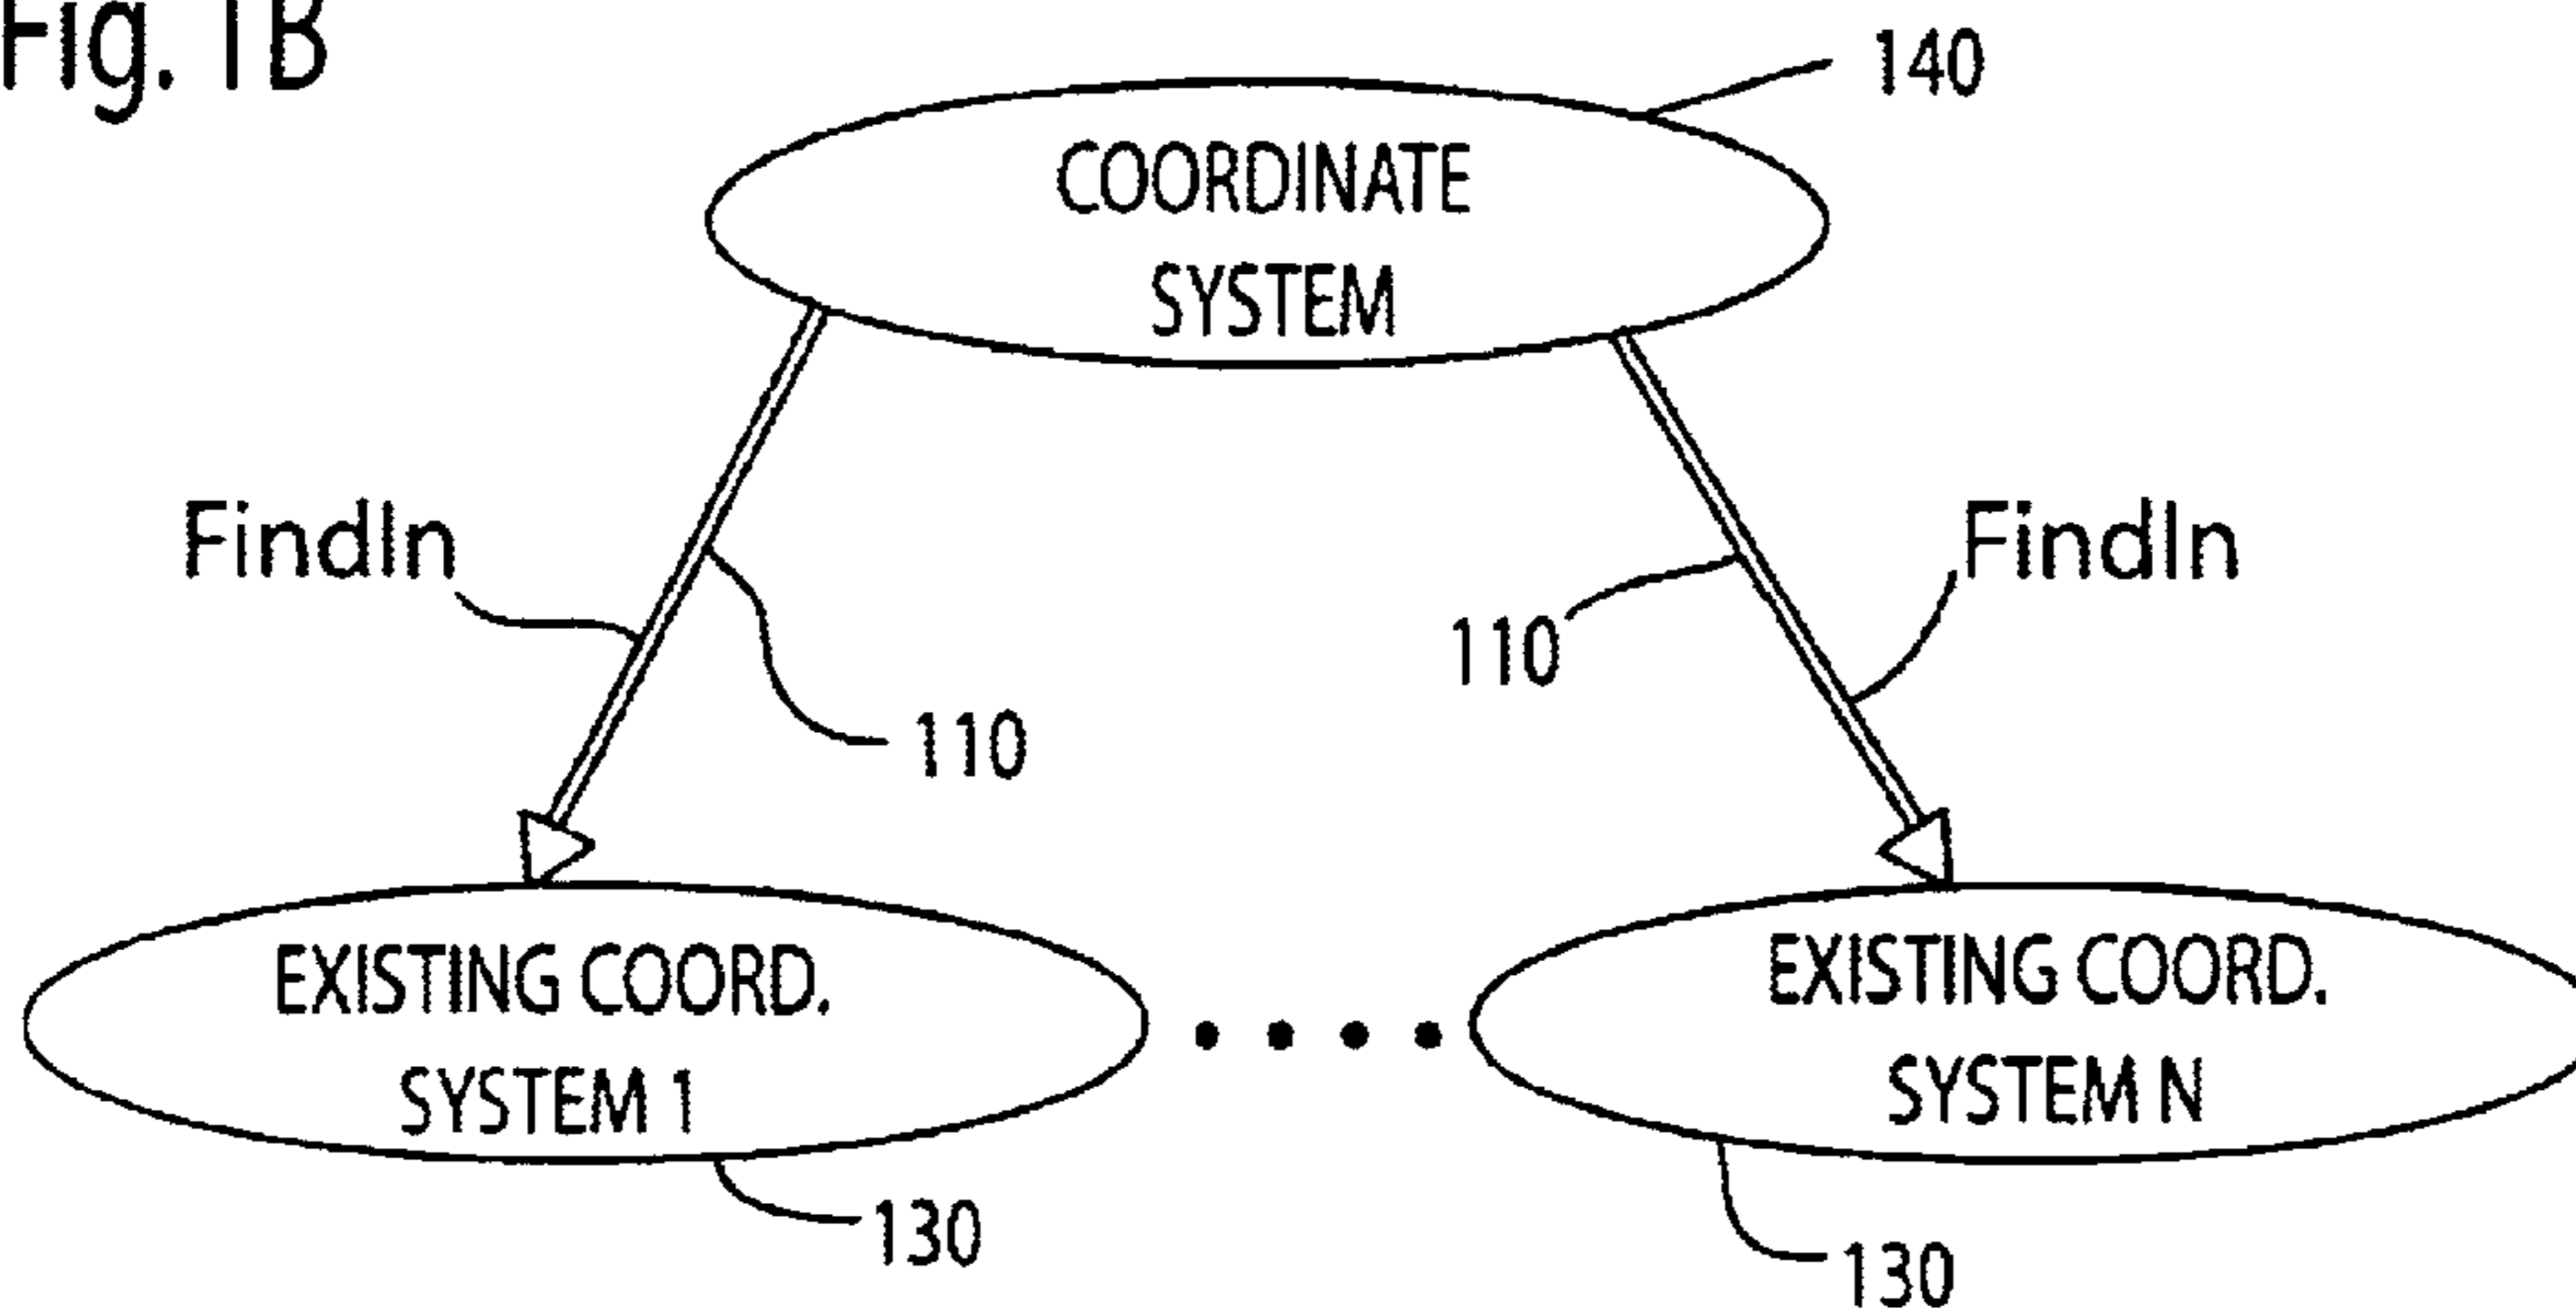 Fig. 1B
140
COORDINATE
SYSTEM
FindIn
FindIn
110
110
EXISTING COORD.
SYSTEM 1
EXISTING COORD.
SYSTEM N
130
130